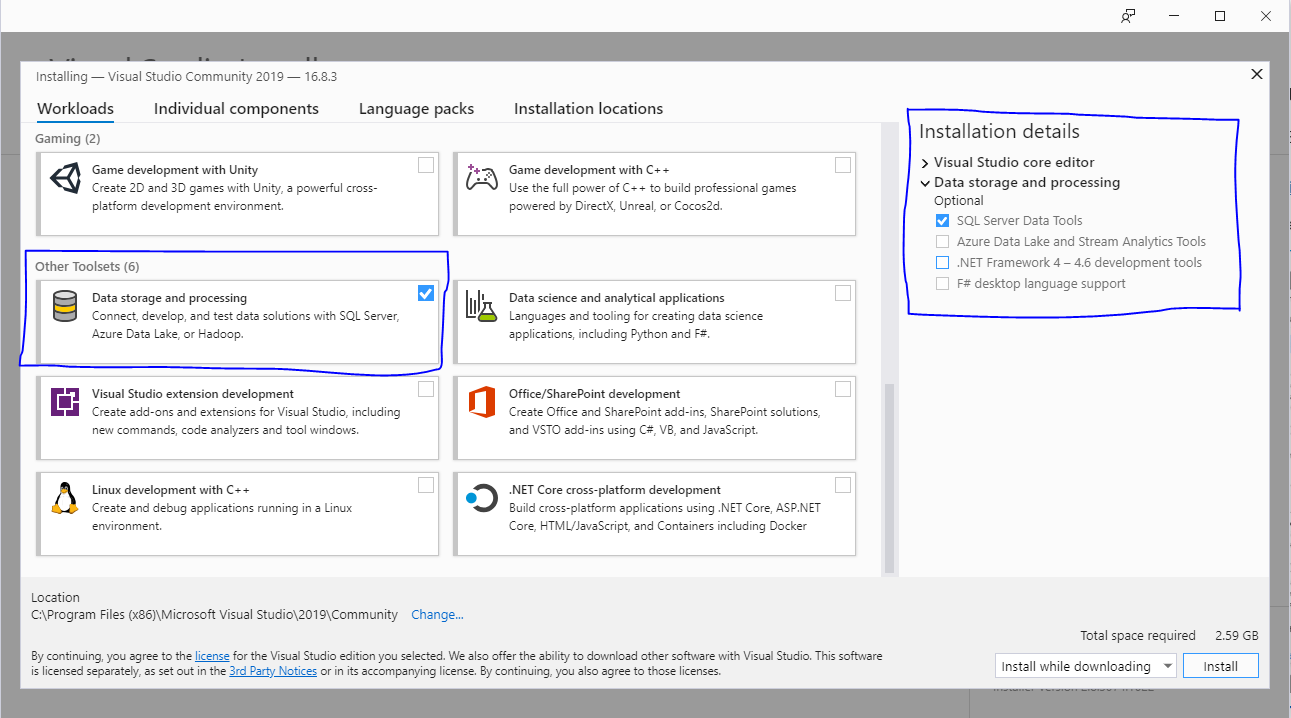 Installing — Visual Studio Community 2019 — 16.8.3
Workloads
Individual components
Language packs
Installation locations
Gaming (2)
Game development with Unity
Create 2D and 3D games with Unity, a powerful cross-
platform development environment.
Game development with C++
Use the full power of C++ to build professional games
powered by DirectX, Unreal, or Cocos2d.
Other Toolsets (6)
Data storage and processing
Connect, develop, and test data solutions with SQL Server,
Azure Data Lake, or Hadoop.
Data science and analytical applications
Languages and tooling for creating data science
applications, including Python and F#.
Visual Studio extension development
Create add-ons and extensions for Visual Studio, including
new commands, code analyzers and tool windows.
Office/SharePoint development
Create Office and SharePoint add-ins, SharePoint solutions,
and VSTO add-ins using C#, VB, and JavaScript.
Linux development with C++
Create and debug applications running in a Linux
environment.
.NET Core cross-platform development
Build cross-platform applications using .NET Core, ASP.NET
Core, HTML/JavaScript, and Containers including Docker
Installation details
Visual Studio core editor
Data storage and processing
Optional
SQL Server Data Tools
Azure Data Lake and Stream Analytics Tools
.NET Framework 4 – 4.6 development tools
F# desktop language support
Location
C:\Program Files (x86)\Microsoft Visual Studio\2019\Community Change...
Total space required 2.59 GB
By continuing, you agree to the license for the Visual Studio edition you selected. We also offer the ability to download other software with Visual Studio. This software
is licensed separately, as set out in the 3rd Party Notices or in its accompanying license. By continuing, you also agree to those licenses.
Install while downloading
Install